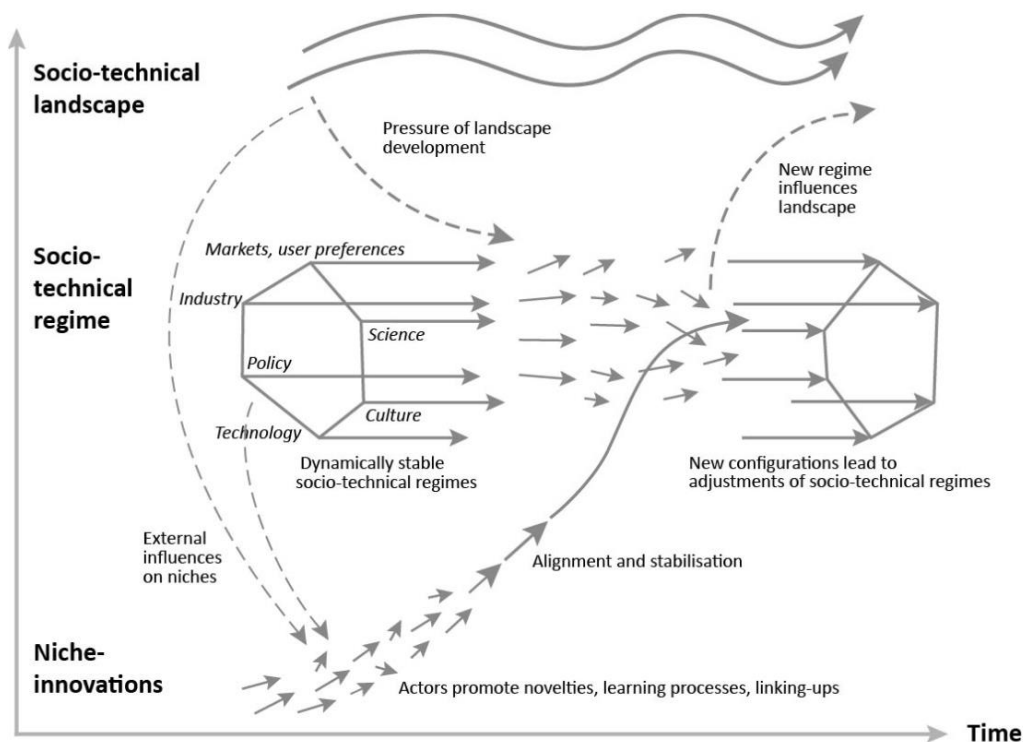 Socio-technical
landscape
Pressure of landscape
development
New regime
influences
landscape
Socio-
technical
regime
Markets, user preferences
Industry
Science
Policy
Culture
Technology
Dynamically stable
socio-technical regimes
New configurations lead to
adjustments of socio-technical regimes
External
influences
on niches
Alignment and stabilisation
Niche-
innovations
Actors promote novelties, learning processes, linking-ups
Time